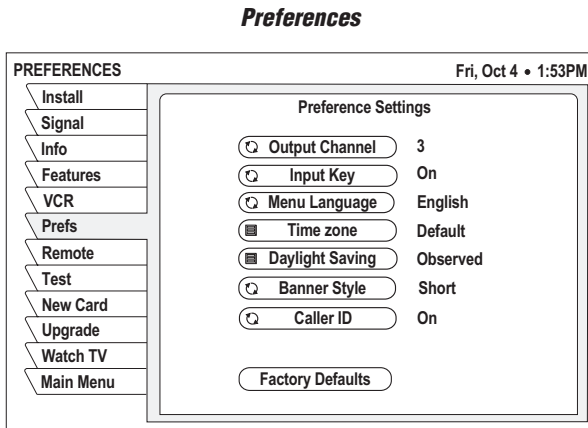 Preferences
PREFERENCES Fri, Oct 4 • 1:53PM
Install
Signal
Info
Features
VCR
Prefs
Remote
Test
New Card
Upgrade
Watch TV
Main Menu
Preference Settings
Output Channel 3
Input Key On
Menu Language English
Time zone Default
Daylight Saving Observed
Banner Style Short
Caller ID On
Factory Defaults